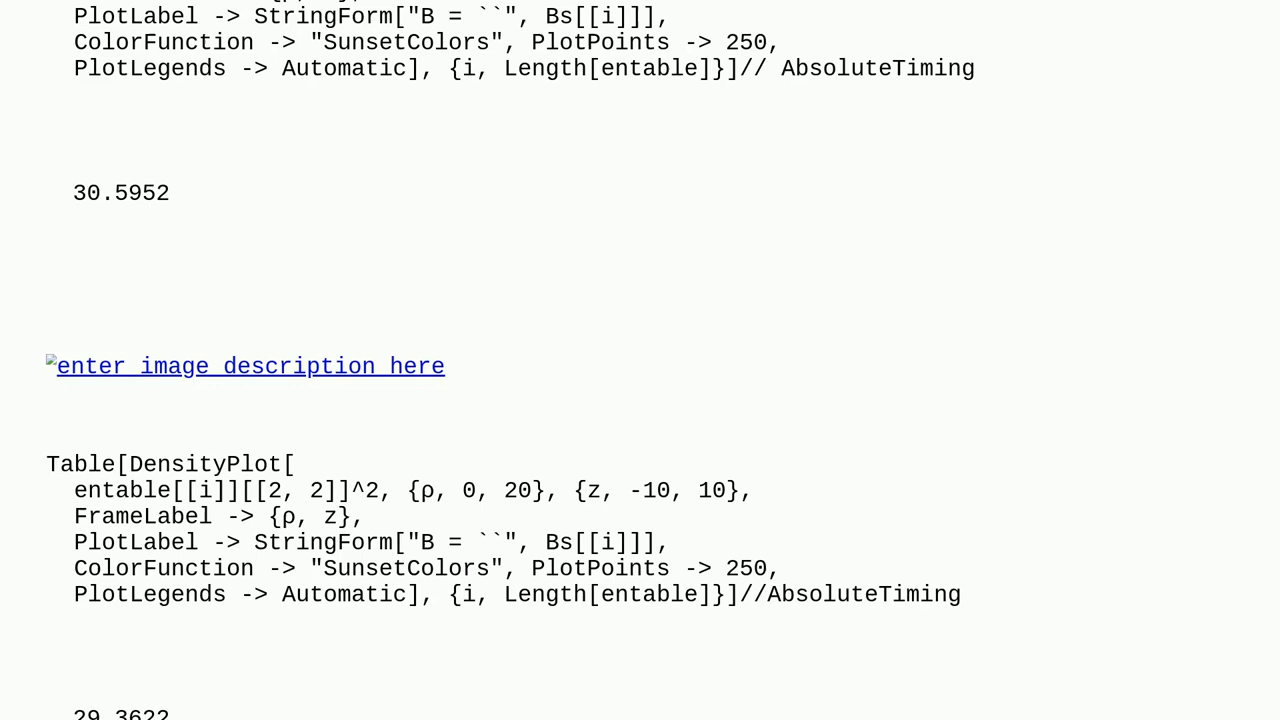 PlotLabel -> StringForm["B = ``", Bs[[i]]],
ColorFunction -> "SunsetColors", PlotPoints -> 250,
PlotLegends -> Automatic], {i, Length[entable]}]// AbsoluteTiming
30.5952
enter image description here
Table[DensityPlot[
entable[[i]][[2, 2]]^2, {ρ, 0, 20}, {z, -10, 10},
FrameLabel -> {ρ, z},
PlotLabel -> StringForm["B = ``", Bs[[i]]],
ColorFunction -> "SunsetColors", PlotPoints -> 250,
PlotLegends -> Automatic], {i, Length[entable]}]//AbsoluteTiming
29.3622